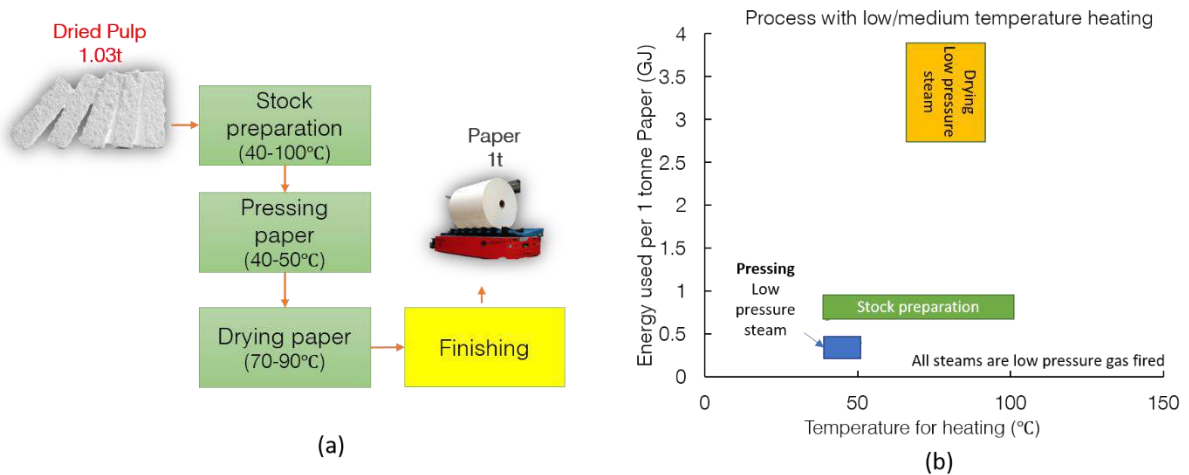 Dried Pulp
1.03t
Stock
preparation
(40-100℃)
Pressing
paper
(40-50℃)
Drying paper
(70-90℃)
Finishing
Paper
1t
(a)
Process with low/medium temperature heating
Energy used per 1 tonne Paper (GJ)
4
3.5
3
2.5
2
1.5
1
0.5
0
Drying
Low pressure
steam
Stock preparation
Pressing
Low
pressure
steam
All steams are low pressure gas fired
0
50
100
150
Temperature for heating (℃)
(b)